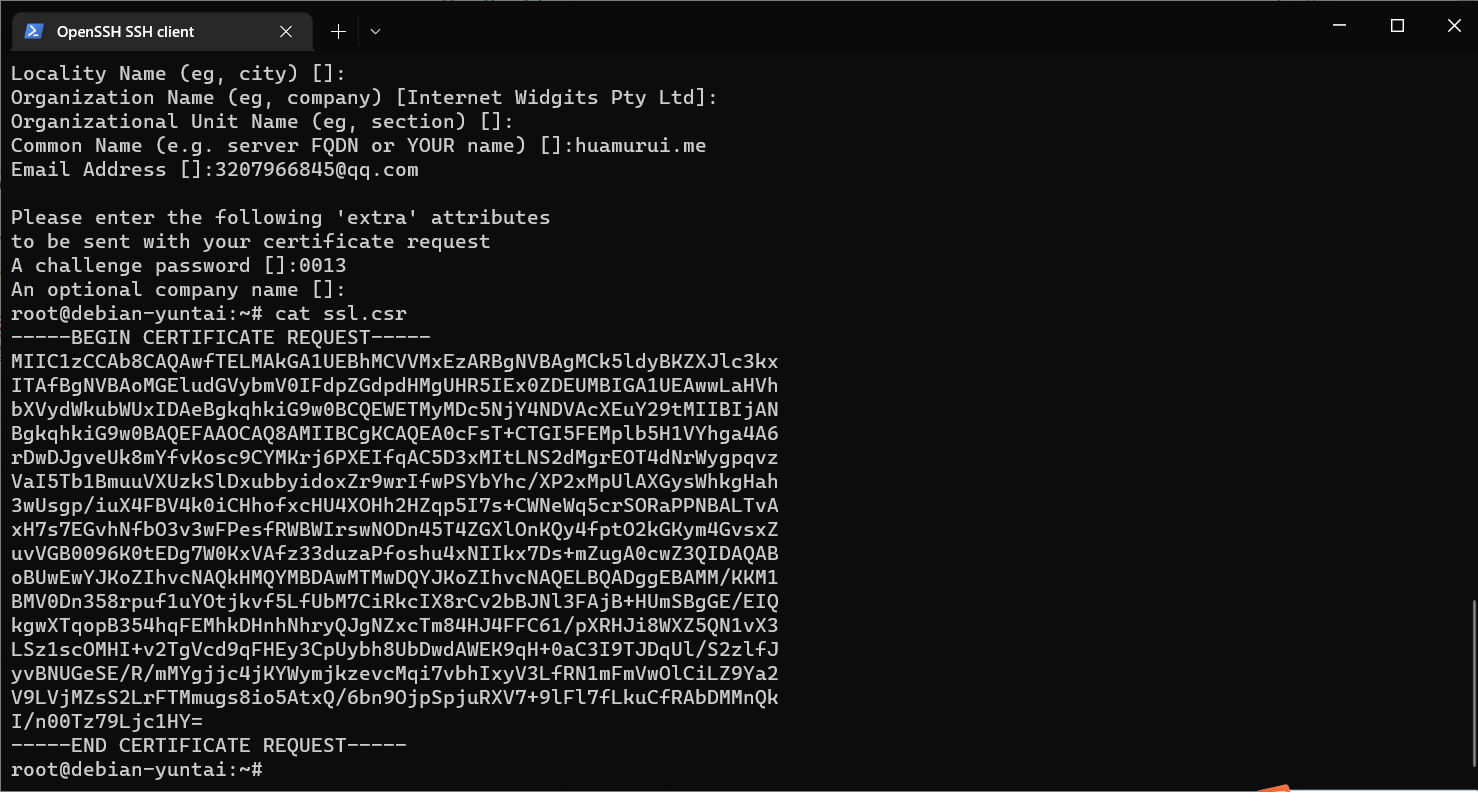 OpenSSH SSH client
Locality Name (eg, city) []:
Organization Name (eg, company) [Internet Widgits Pty Ltd]:
Organizational Unit Name (eg, section) []:
Common Name (e.g. server FQDN or YOUR name) []:huamurui.me
Email Address []:3207966845@qq.com
Please enter the following 'extra' attributes
to be sent with your certificate request
A challenge password []:0013
An optional company name []:
root@debian-yuntai:~# cat ssl.csr
-----BEGIN CERTIFICATE REQUEST-----
MIIC1zCCAb8CAQAwfTELMAkGA1UEBhMCVVMxEzARBgNVBAgMCk5ldyBKZXJlc3kx
ITAfBgNVBAoMGEludGVybmV0IFdpZGdpdHMgUHR5IEx0ZDEUMBIGA1UEAwwLaHVh
bXVydWkubWUxIDAeBgkqhkiG9w0BCQEWETMyMDc5NjY4NDVAcXEuY29tMIIBIjAN
BgkqhkiG9w0BAQEFAAOCAQ8AMIIBCgKCAQEA0cFsT+CTGI5FEMplb5H1VYhga4A6
rDwDJgveUk8mYfvKosc9CYMKrj6PXEIfqAC5D3xMItLNS2dMgrEOT4dNrWygpqvz
VaI5Tb1BmuuVXUzkSlDxubbyidoxZr9wrIfwPSYbYhc/XP2xMpUlAXGysWhkgHah
3wUsgp/iuX4FBV4k0iCHhofxcHU4XOHh2HZqp5I7s+CWNeWq5crSORaPPNBALTvA
xH7s7EGvhNfbO3v3wFPesfRWBWIrswNODn45T4ZGXlOnKQy4fptO2kGKym4GvsxZ
uvVGB0096K0tEDg7W0KxVAfz33duzaPfoshu4xNIIkx7Ds+mZugA0cwZ3QIDAQAB
oBUwEwYJKoZIhvcNAQkHMQYMBDAwMTMwDQYJKoZIhvcNAQELBQADggEBAMM/KKM1
BMV0Dn358rpuf1uYOtjkvf5LfUbM7CiRkcIX8rCv2bBJNl3FAjB+HUmSBgGE/EIQ
kgwXTqopB354hqFEMhkDHnhNhryQJgNZxcTm84HJ4FFC61/pXRHJi8WXZ5QN1vX3
LSz1scOMHI+v2TgVcd9qFHEy3CpUybh8UbDwdAWEK9qH+0aC3I9TJDqUl/S2zlfJ
yvBNUGeSE/R/mMYgjjc4jKYWymjkzevcMqi7vbhIxyV3LfRN1mFmVwOlCiLZ9Ya2
V9LVjMZsS2LrFTMmugs8io5AtxQ/6bn9OjpSpjuRXV7+9lFl7fLkuCfRAbDMMnQk
I/n00Tz79Ljc1HY=
-----END CERTIFICATE REQUEST-----
root@debian-yuntai:~#